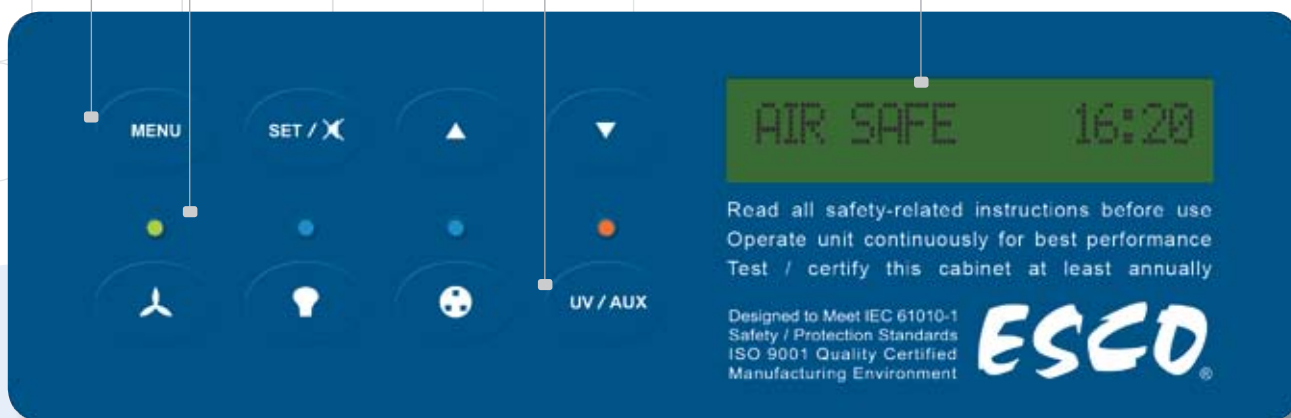 MENU
SET /
AIR SAFE 16:20
Read all safety-related instructions before use
Operate unit continuously for best performance
Test / certify this cabinet at least annually
UV / AUX
Designed to Meet IEC 61010-1
Safety / Protection Standards
ISO 9001 Quality Certified
Manufacturing Environment
ESCO®